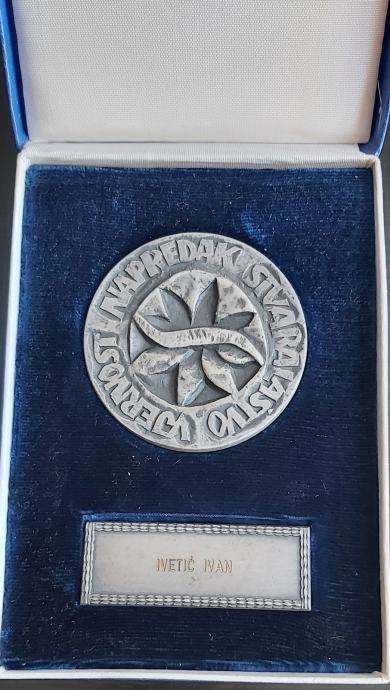 VJERNOST NAPREDAK STVARALAŠTVO
IVETIĆ IVAN